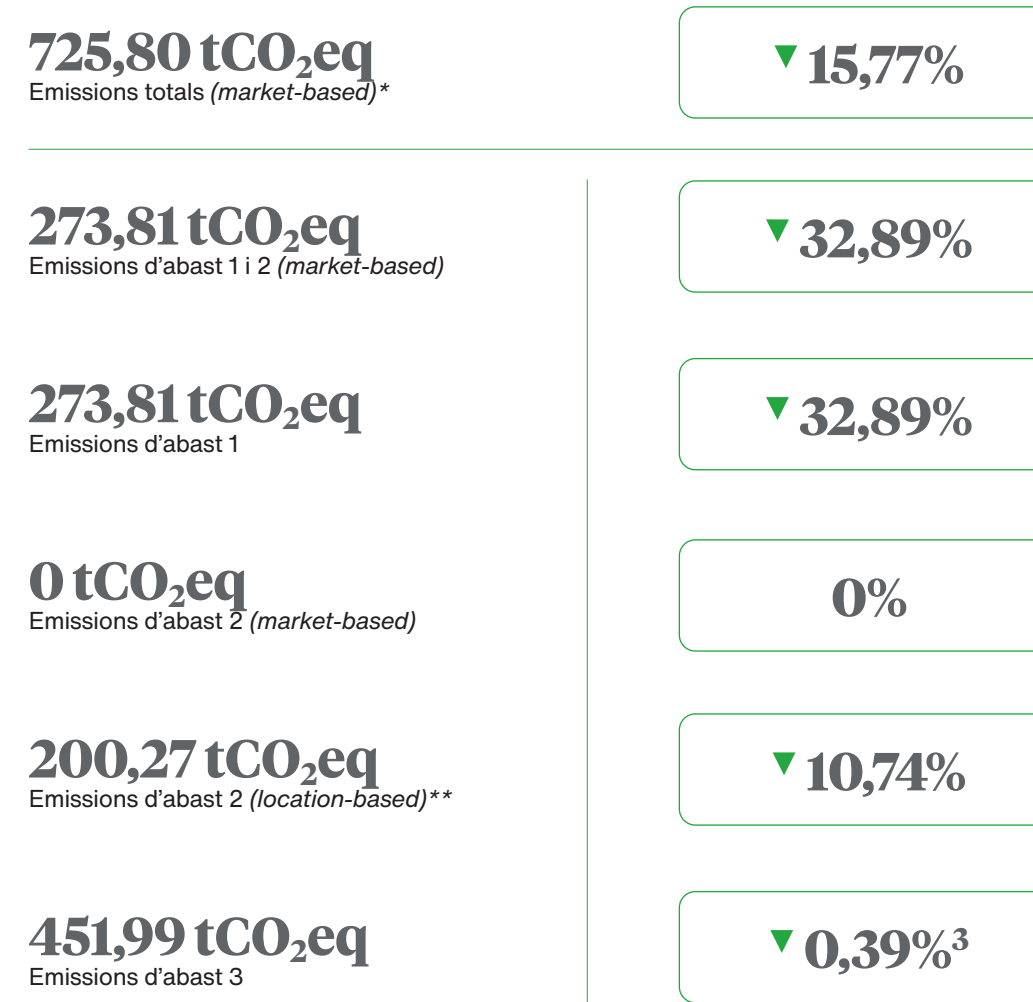 725,80 tCO₂eq
Emissions totals (market-based)*
▼ 15,77%
273,81 tCO₂eq
Emissions d’abast 1 i 2 (market-based)
▼ 32,89%
273,81 tCO₂eq
Emissions d’abast 1
▼ 32,89%
0 tCO₂eq
Emissions d’abast 2 (market-based)
0%
200,27 tCO₂eq
Emissions d’abast 2 (location-based)**
▼ 10,74%
451,99 tCO₂eq
Emissions d’abast 3
▼ 0,39%³